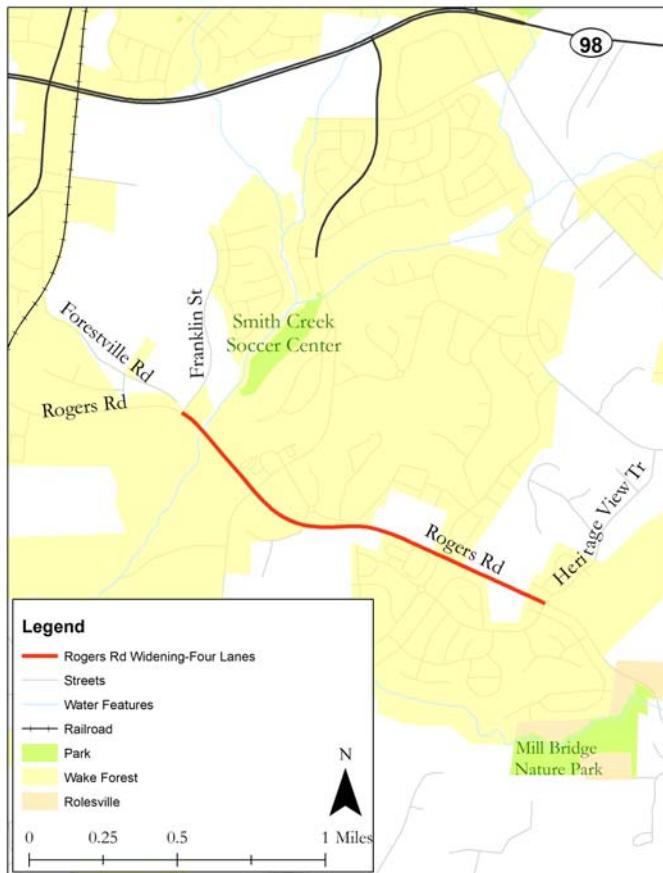 98
Smith Creek
Soccer Center
Franklin St
Forestville Rd
Rogers Rd
Rogers Rd
Heritage View Tr
Mill Bridge
Nature Park
Legend
Rogers Rd Widening-Four Lanes
Streets
Water Features
Railroad
Park
Wake Forest
Rolesville
N
0 0.25 0.5 1 Miles